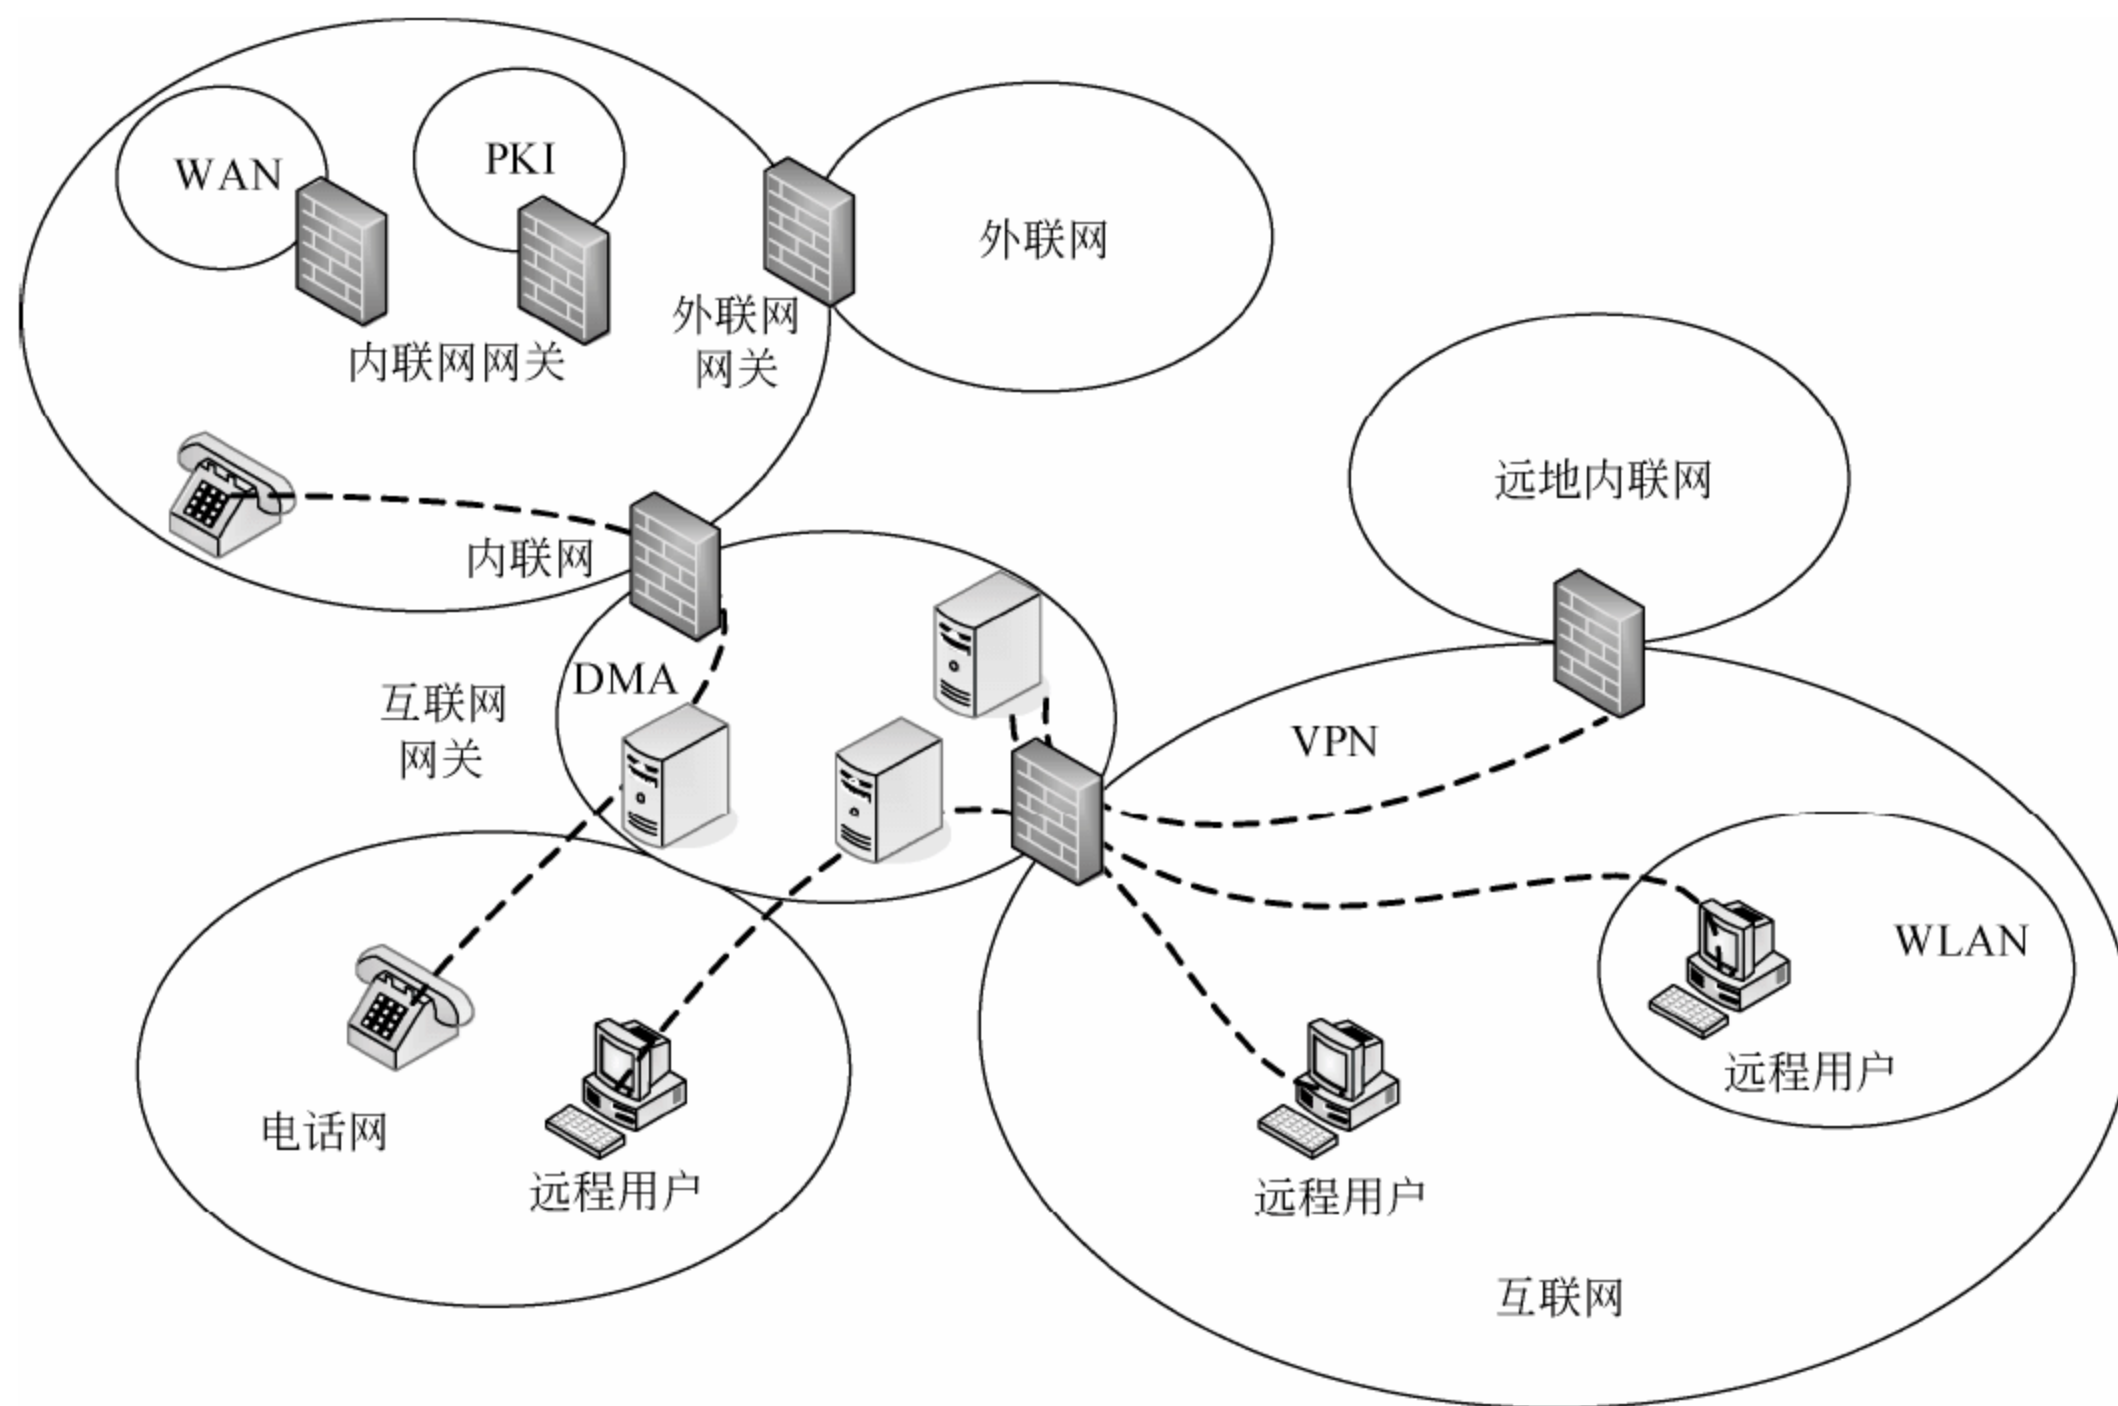 WAN
PKI
外联网
外联网
网关
内联网网关
远地内联网
内联网
DMA
互联网
网关
VPN
WLAN
远程用户
电话网
远程用户
远程用户
互联网